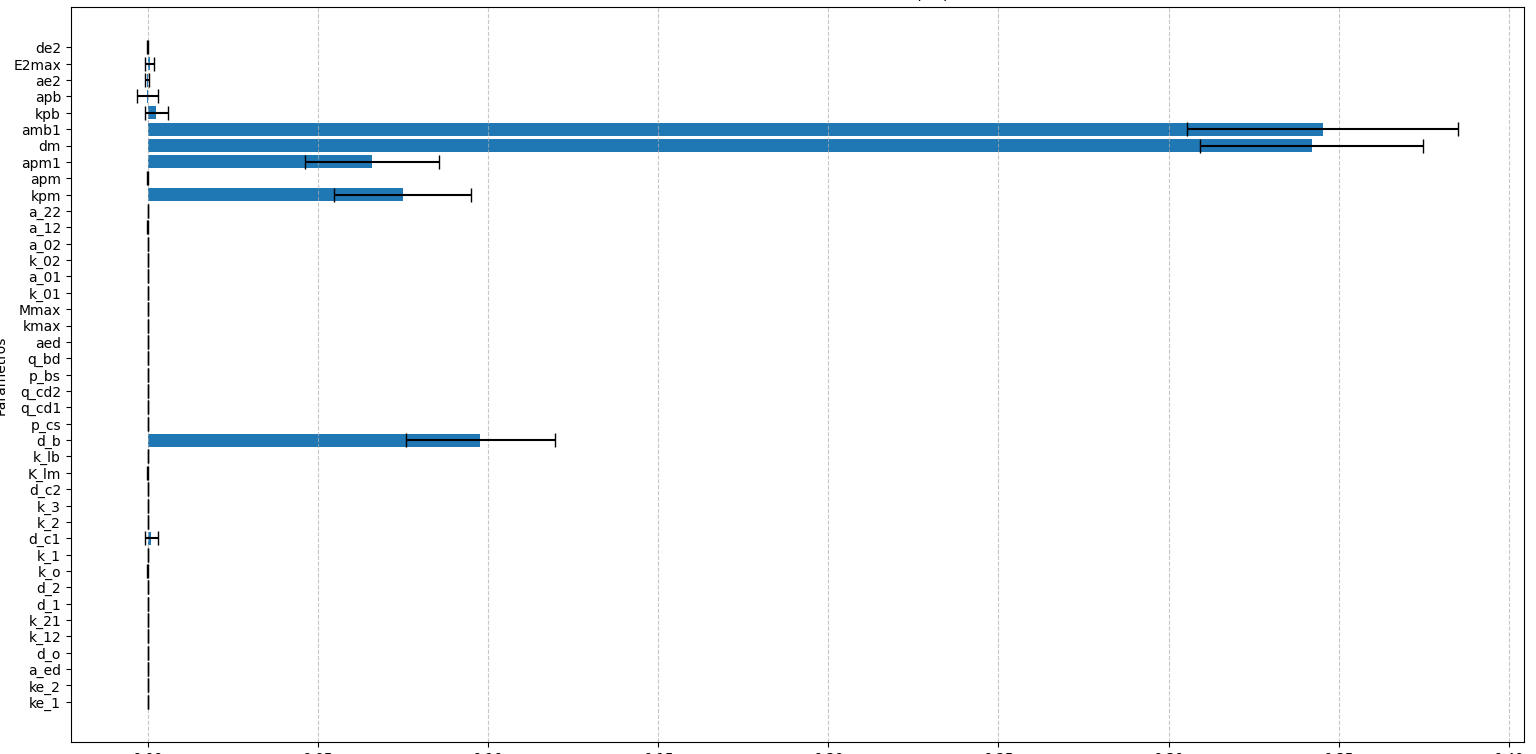 de2
E2max
ae2
apb
kpb
amb1
dm
apm1
apm
kpm
a_22
a_12
a_02
k_02
a_01
k_01
Mmax
kmax
aed
q_bd
p_bs
q_cd2
q_cd1
p_cs
d_b
k_lb
K_lm
d_c2
k_3
k_2
d_c1
k_1
k_o
d_2
d_1
k_21
k_12
d_o
a_ed
ke_2
ke_1